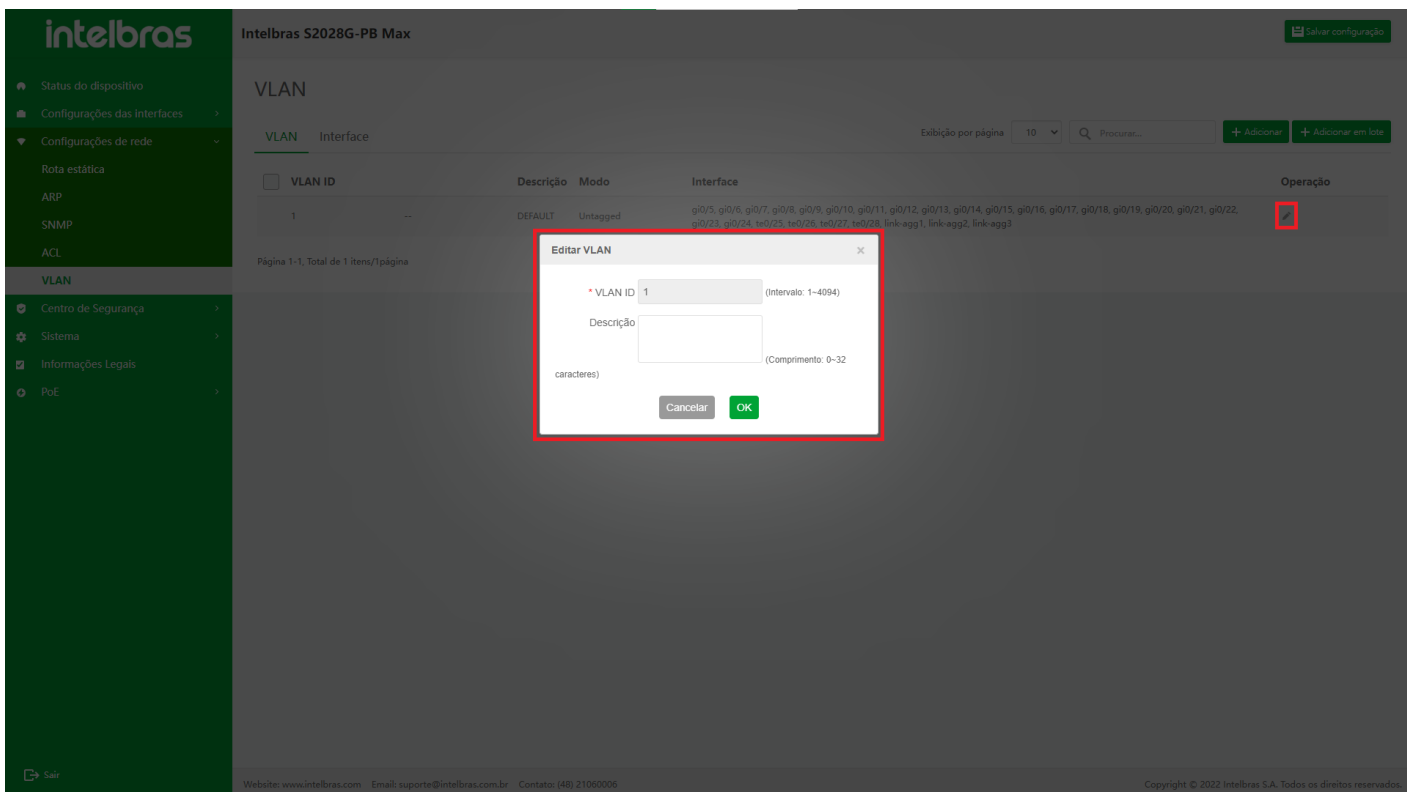 intelbras
Intelbras S2028G-PB Max
Salvar configuração
Status do dispositivo
Configurações das interfaces
Configurações de rede
Rota estática
ARP
SNMP
ACL
VLAN
Centro de Segurança
Sistema
Informações Legais
PoE
Sair
VLAN
VLAN Interface
Exibição por página 10 Procurar... + Adicionar + Adicionar em lote
VLAN ID Descrição Modo Interface Operação
1 -- DEFAULT Untagged gi0/5, gi0/6, gi0/7, gi0/8, gi0/9, gi0/10, gi0/11, gi0/12, gi0/13, gi0/14, gi0/15, gi0/16, gi0/17, gi0/18, gi0/19, gi0/20, gi0/21, gi0/22,
gi0/23, gi0/24, te0/25, te0/26, te0/27, te0/28, link-agg1, link-agg2, link-agg3
Página 1-1, Total de 1 itens/1página
Editar VLAN ×
* VLAN ID 1 (Intervalo: 1~4094)
Descrição
(Comprimento: 0~32
caracteres)
Cancelar OK
Website: www.intelbras.com Email: suporte@intelbras.com.br Contato: (48) 21060006
Copyright © 2022 Intelbras S.A. Todos os direitos reservados.